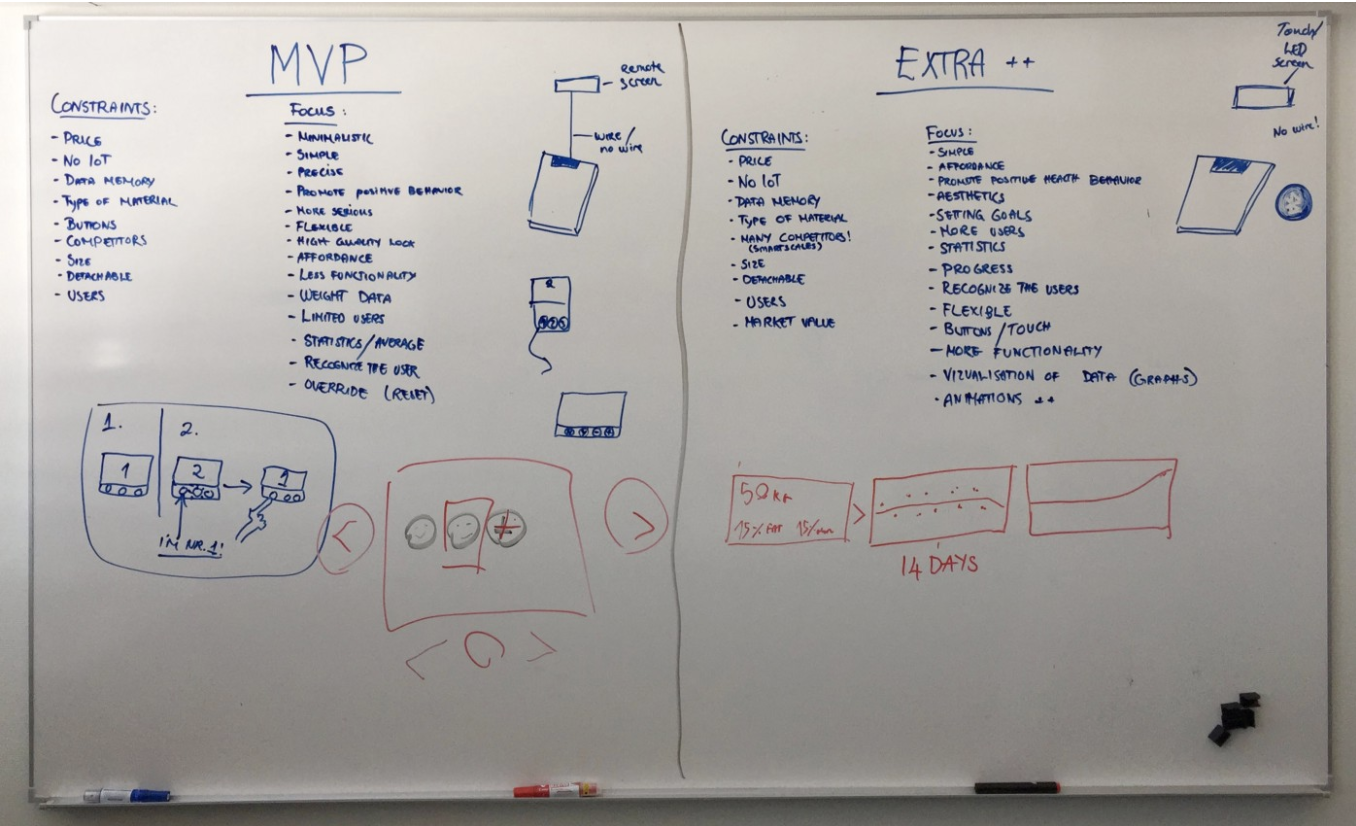 MVP
CONSTRAINTS:
- PRICE
- NO IoT
- DATA MEMORY
- TYPE OF MATERIAL
- BUTTONS
- COMPETITORS
- SIZE
- DETACHABLE
- USERS
FOCUS:
- MINIMALISTIC
- SIMPLE
- PRECISE
- PROMOTE POSITIVE BEHAVIOR
- MORE SERIOUS
- FLEXIBLE
- HIGH QUALITY LOCK
- AFFORDANCE
- LESS FUNCTIONALITY
- WEIGHT DATA
- LIMITED USERS
- STATISTICS/AVERAGE
- RECOGNIZE THE USER
- OVERRIDE (RESET)
remote
screen
wire/
no wire
2
1.
2.
1
2
1
I'M NR.1!
EXTRA ++
CONSTRAINTS:
- PRICE
- NO IoT
- DATA MEMORY
- TYPE OF MATERIAL
- MANY COMPETITORS!
(SMARTSCALES)
- SIZE
- DETACHABLE
- USERS
- MARKET VALUE
FOCUS:
- SIMPLE
- AFFORDANCE
- PROMOTE POSITIVE HEALTH BEHAVIOR
- AESTHETICS
- SETTING GOALS
- MORE USERS
- STATISTICS
- PROGRESS
- RECOGNIZE THE USERS
- FLEXIBLE
- BUTTONS/TOUCH
- MORE FUNCTIONALITY
- VIZUALISATION OF DATA (GRAPHS)
- ANIMATIONS ++
Touch/
LED
screen
No wire!
50 KG
15% FAT 15%
14 DAYS